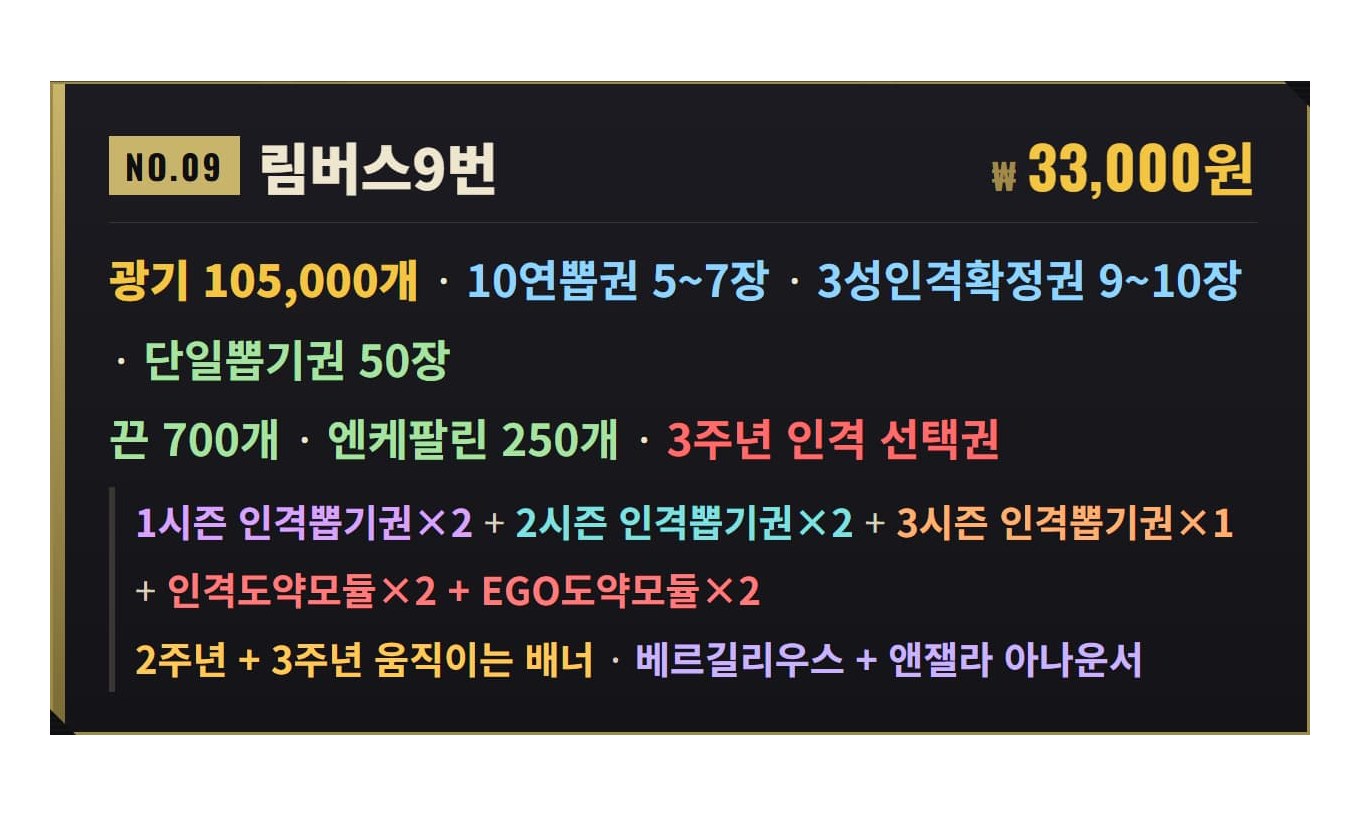 NO.09 림버스9번 ₩ 33,000원
광기 105,000개 · 10연뽑권 5~7장 · 3성인격확정권 9~10장
· 단일뽑기권 50장
끈 700개 · 엔케팔린 250개 · 3주년 인격 선택권
1시즌 인격뽑기권×2 + 2시즌 인격뽑기권×2 + 3시즌 인격뽑기권×1
+ 인격도약모듈×2 + EGO도약모듈×2
2주년 + 3주년 움직이는 배너 · 베르길리우스 + 앤젤라 아나운서